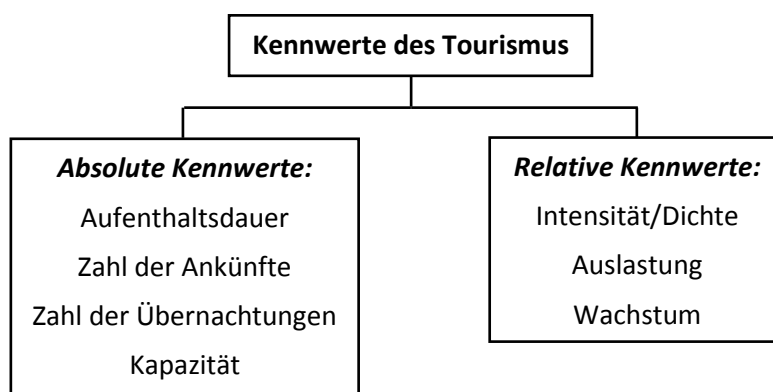 Kennwerte des Tourismus
Absolute Kennwerte:
Aufenthaltsdauer
Zahl der Ankünfte
Zahl der Übernachtungen
Kapazität
Relative Kennwerte:
Intensität/Dichte
Auslastung
Wachstum